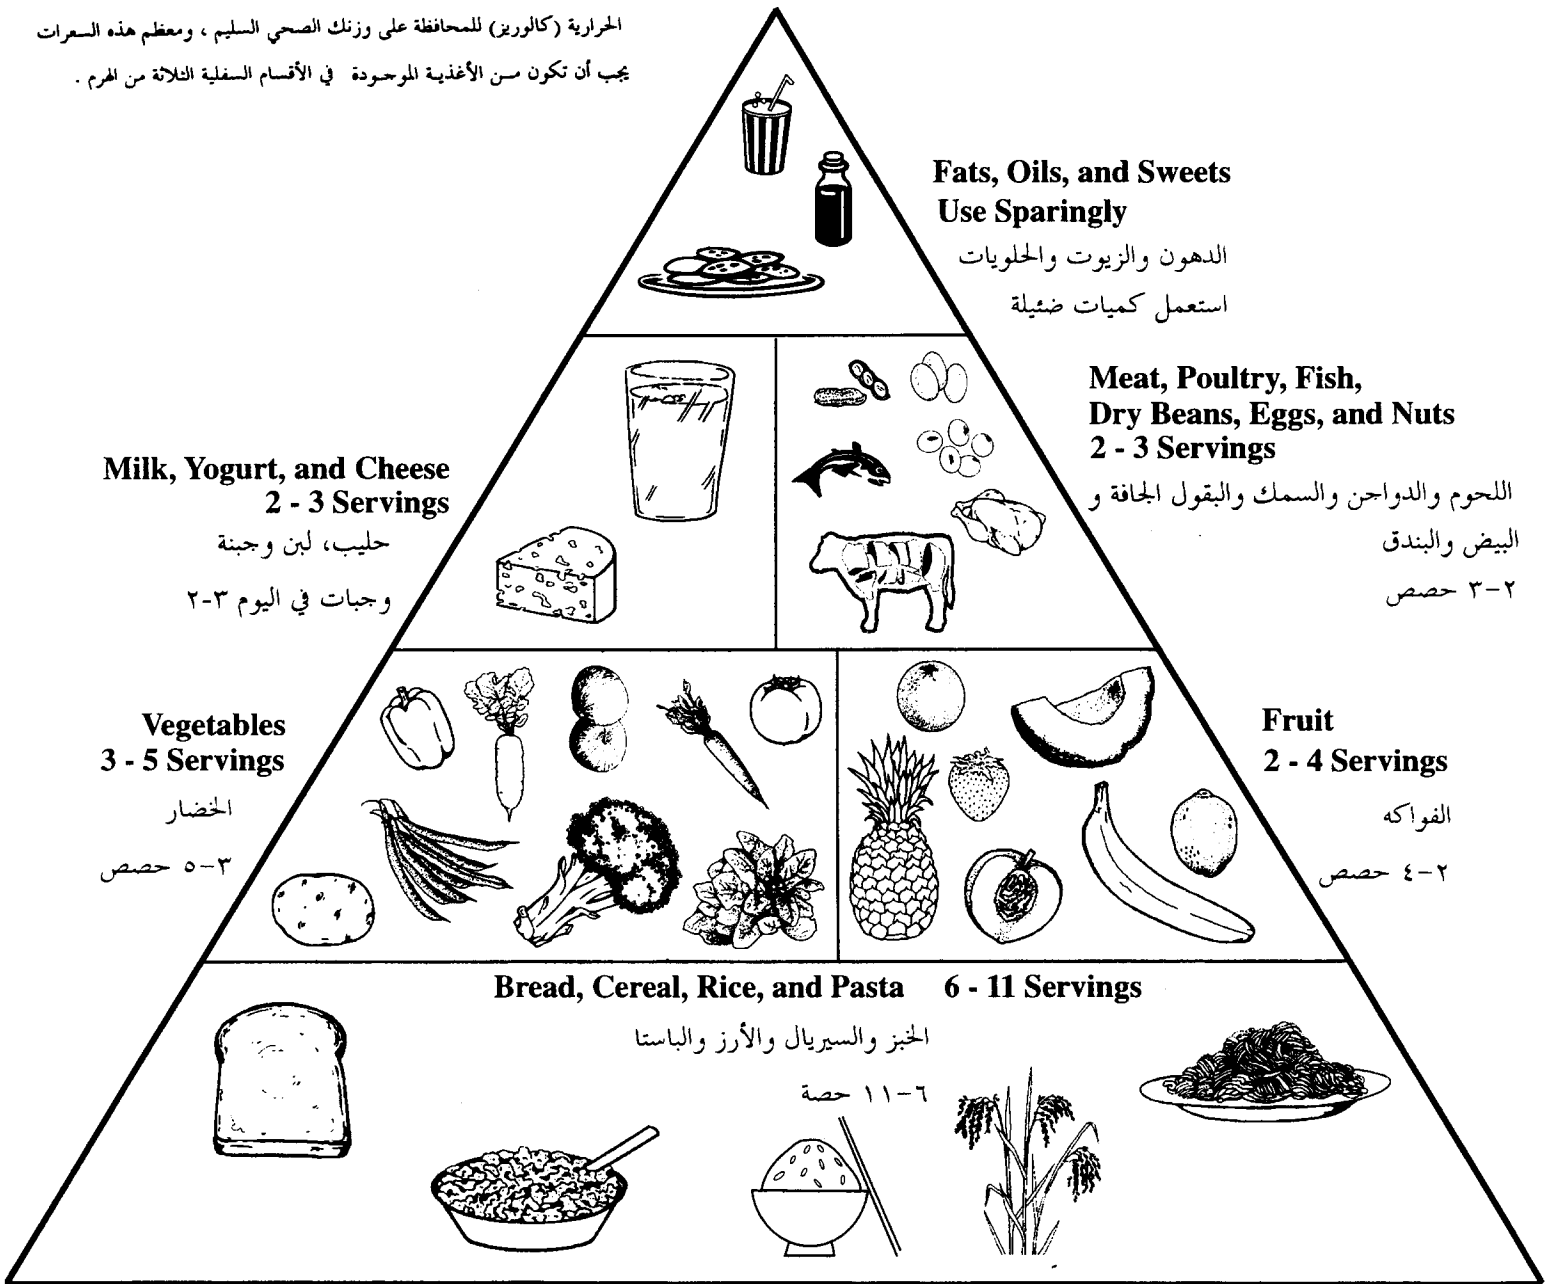 الحرارية (كالوريز) للمحافظة على وزنك الصحي السليم ، ومعظم هذه السعرات
يجب أن تكون من الأغذية الموجودة في الأقسام السفلية الثلاثة من الهرم .
Fats, Oils, and Sweets
Use Sparingly
الدهون والزيوت والحلويات
استعمل كميات ضئيلة
Meat, Poultry, Fish,
Dry Beans, Eggs, and Nuts
2 - 3 Servings
اللحوم والدواجن والسمك والبقول الجافة و
البيض والبندق
٢-٣ حصص
Milk, Yogurt, and Cheese
2 - 3 Servings
حليب، لبن وجبنة
وجبات في اليوم ٣-٢
Vegetables
3 - 5 Servings
الخضار
٣-٥ حصص
Fruit
2 - 4 Servings
الفواكه
٢-٤ حصص
Bread, Cereal, Rice, and Pasta 6 - 11 Servings
الخبز والسيريال والأرز والباستا
٦-١١ حصة